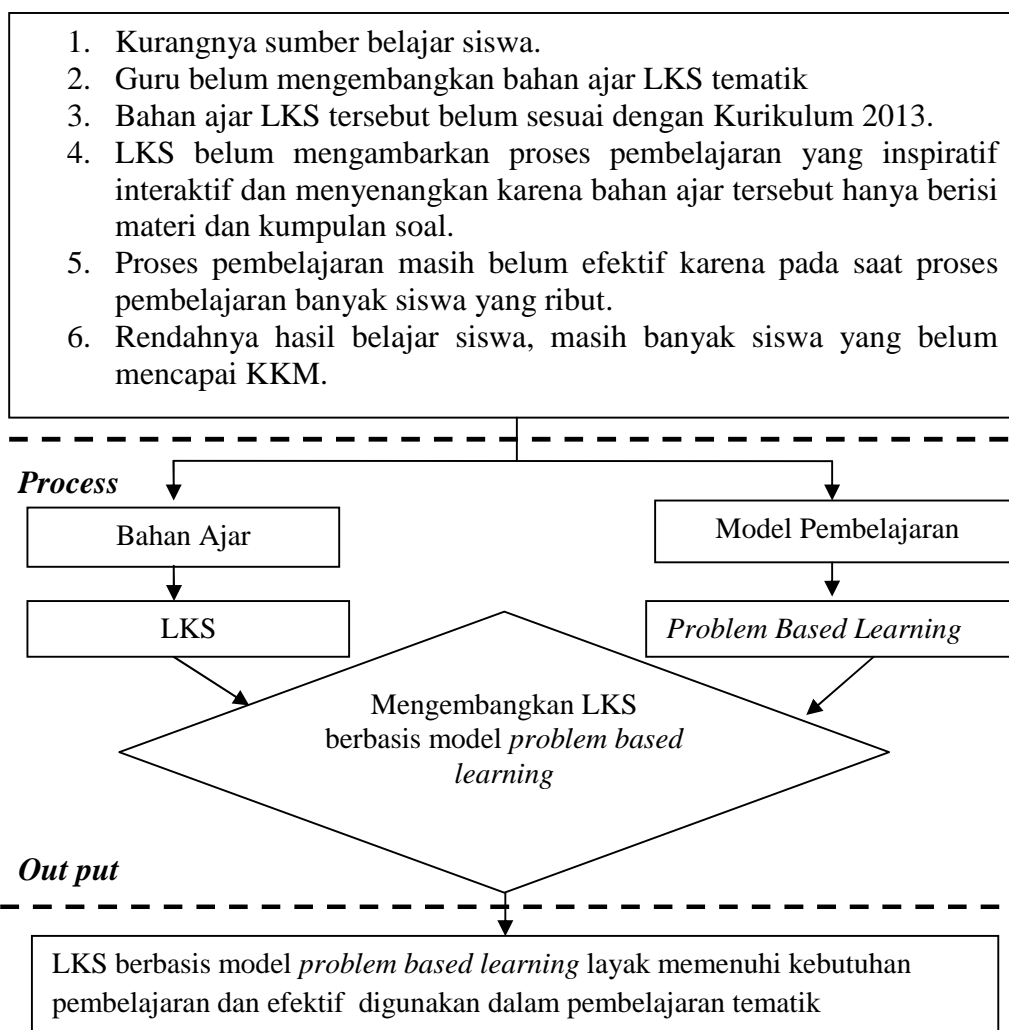 1. Kurangnya sumber belajar siswa.
2. Guru belum mengembangkan bahan ajar LKS tematik
3. Bahan ajar LKS tersebut belum sesuai dengan Kurikulum 2013.
4. LKS belum mengambarkan proses pembelajaran yang inspiratif
interaktif dan menyenangkan karena bahan ajar tersebut hanya berisi
materi dan kumpulan soal.
5. Proses pembelajaran masih belum efektif karena pada saat proses
pembelajaran banyak siswa yang ribut.
6. Rendahnya hasil belajar siswa, masih banyak siswa yang belum
mencapai KKM.
Process
Bahan Ajar
Model Pembelajaran
LKS
Problem Based Learning
Mengembangkan LKS
berbasis model problem based
learning
Out put
LKS berbasis model problem based learning layak memenuhi kebutuhan
pembelajaran dan efektif digunakan dalam pembelajaran tematik